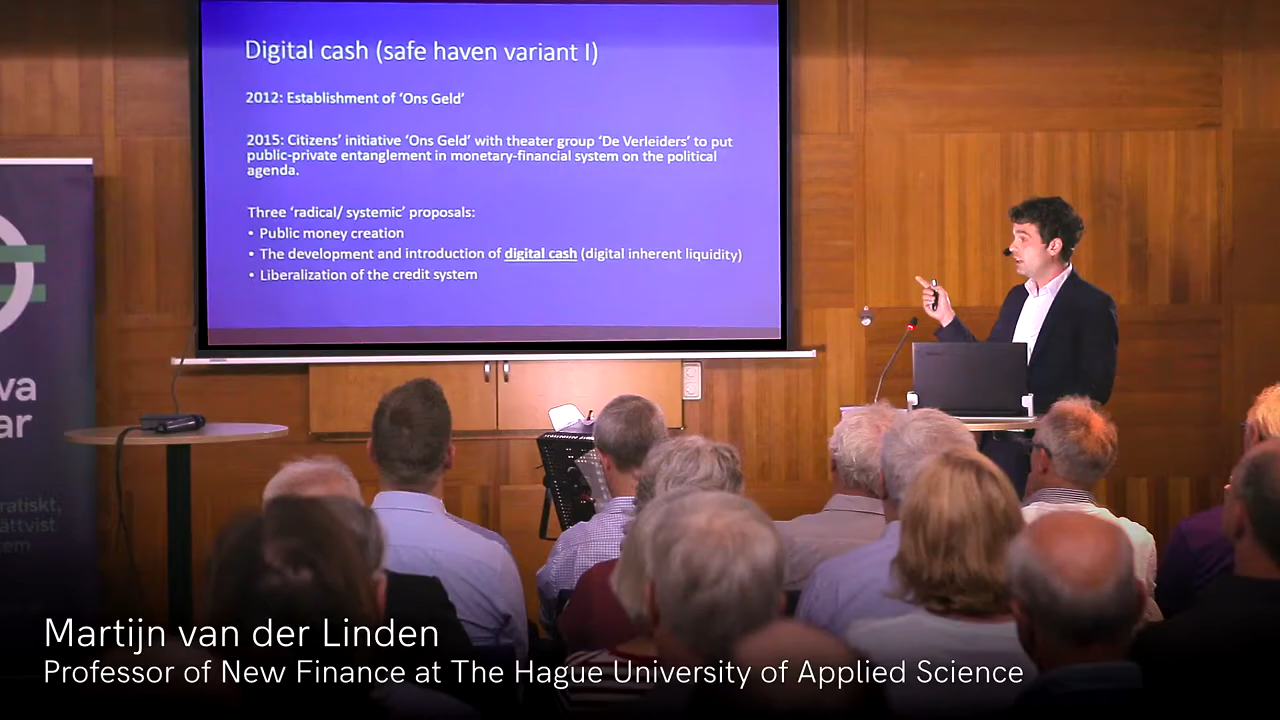 Digital cash (safe haven variant I)
2012: Establishment of ‘Ons Geld’
2015: Citizens’ initiative ‘Ons Geld’ with theater group ‘De Verleiders’ to put
public-private entanglement in monetary-financial system on the political
agenda.
Three ‘radical/ systemic’ proposals:
• Public money creation
• The development and introduction of digital cash (digital inherent liquidity)
• Liberalization of the credit system
va
ar
ratiskt,
ättvist
tem
Martijn van der Linden
Professor of New Finance at The Hague University of Applied Science